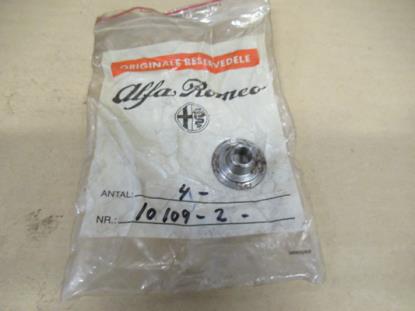 ORIGINALE RESERVEDELE
Alfa Romeo
ANTAL: 4 -
NR.: 10109-2-